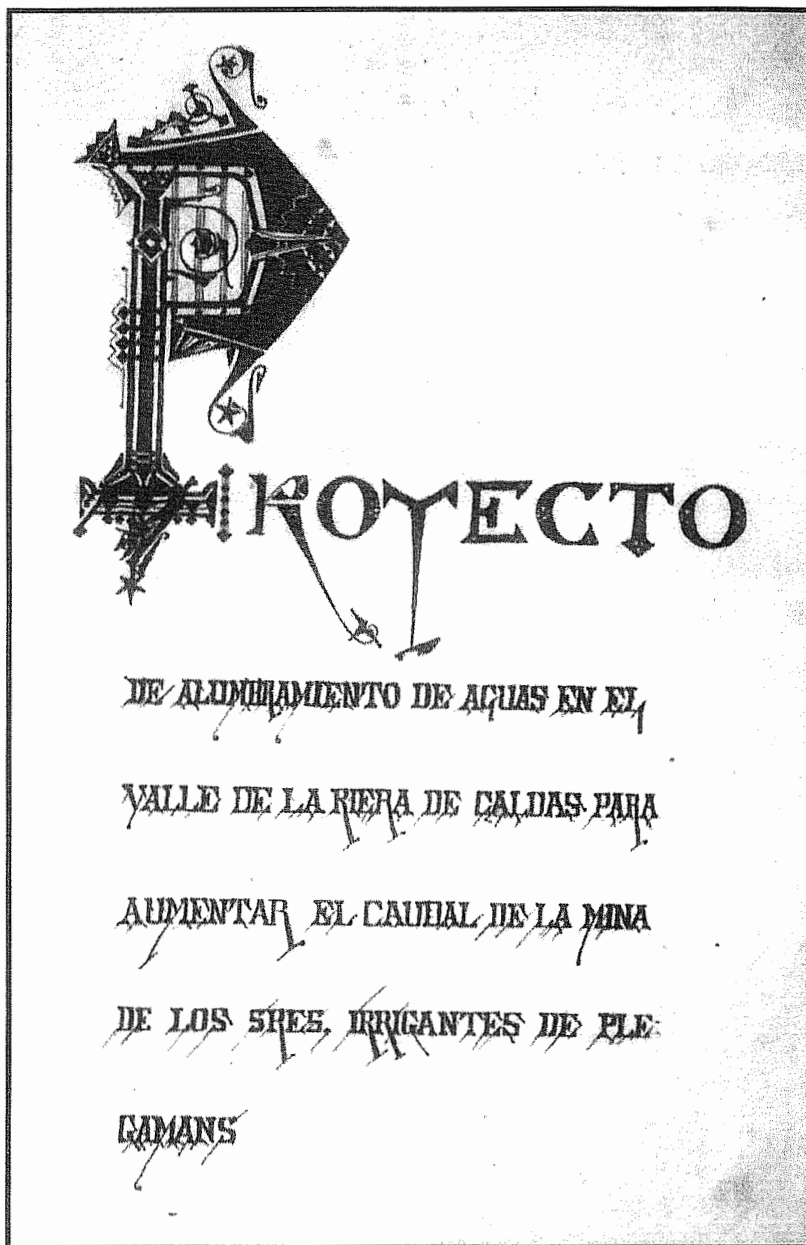 PROYECTO
DE ALUMBRAMIENTO DE AGUAS EN EL
VALLE DE LA RIERA DE CALDAS PARA
AUMENTAR EL CAUDAL DE LA MINA
DE LOS SRES. IRRIGANTES DE PLE-
GAMANS